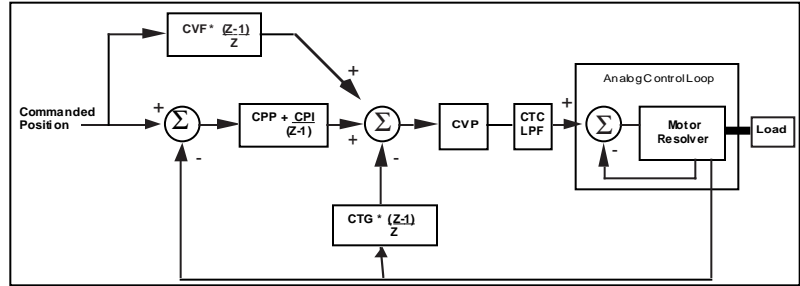 CVF * (Z-1)
Z
Analog Control Loop
Commanded
Position
+
+
+
-
Σ
CPP + CPI
(Z-1)
+
-
Σ
CVP
CTC
LPF
+
-
Σ
Motor
Resolver
Load
CTG * (Z-1)
Z